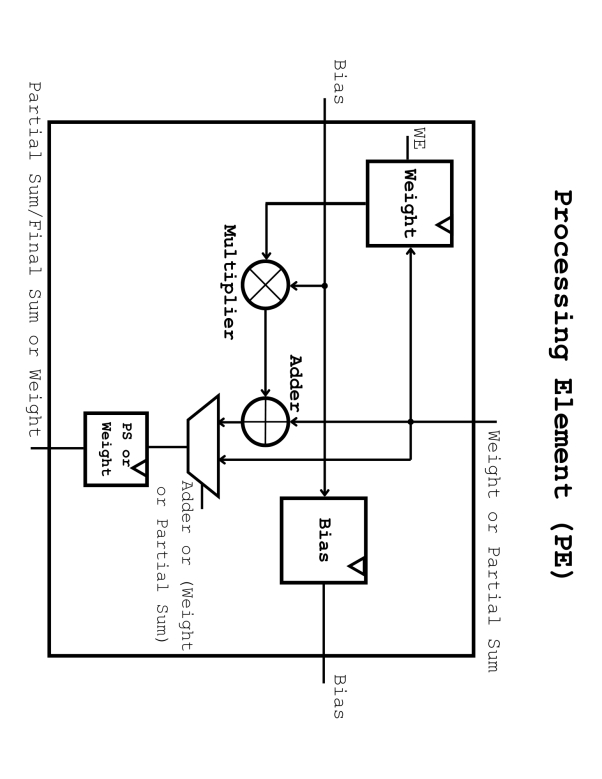 Processing Element (PE)
Weight or Partial Sum
WE
Weight
Bias
Bias
Bias
Adder
Multiplier
Adder or (Weight
or Partial Sum)
PS or
Weight
Partial Sum/Final Sum or Weight